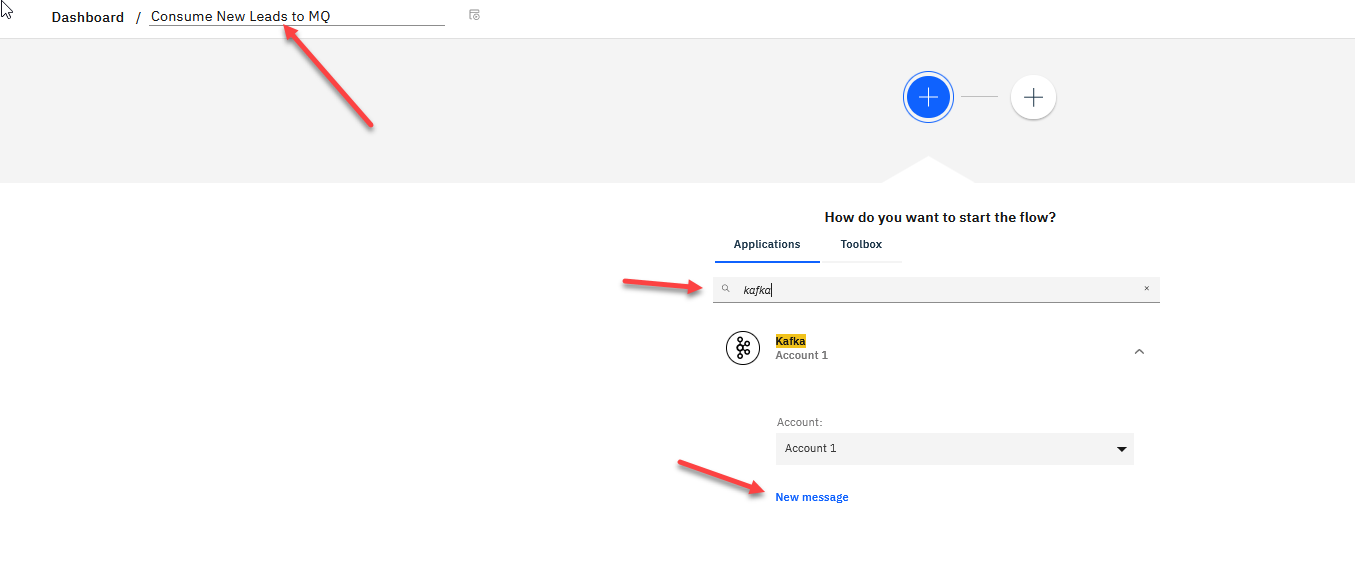 Dashboard / Consume New Leads to MQ
How do you want to start the flow?
Applications Toolbox
kafka
Kafka
Account 1
Account:
Account 1
New message